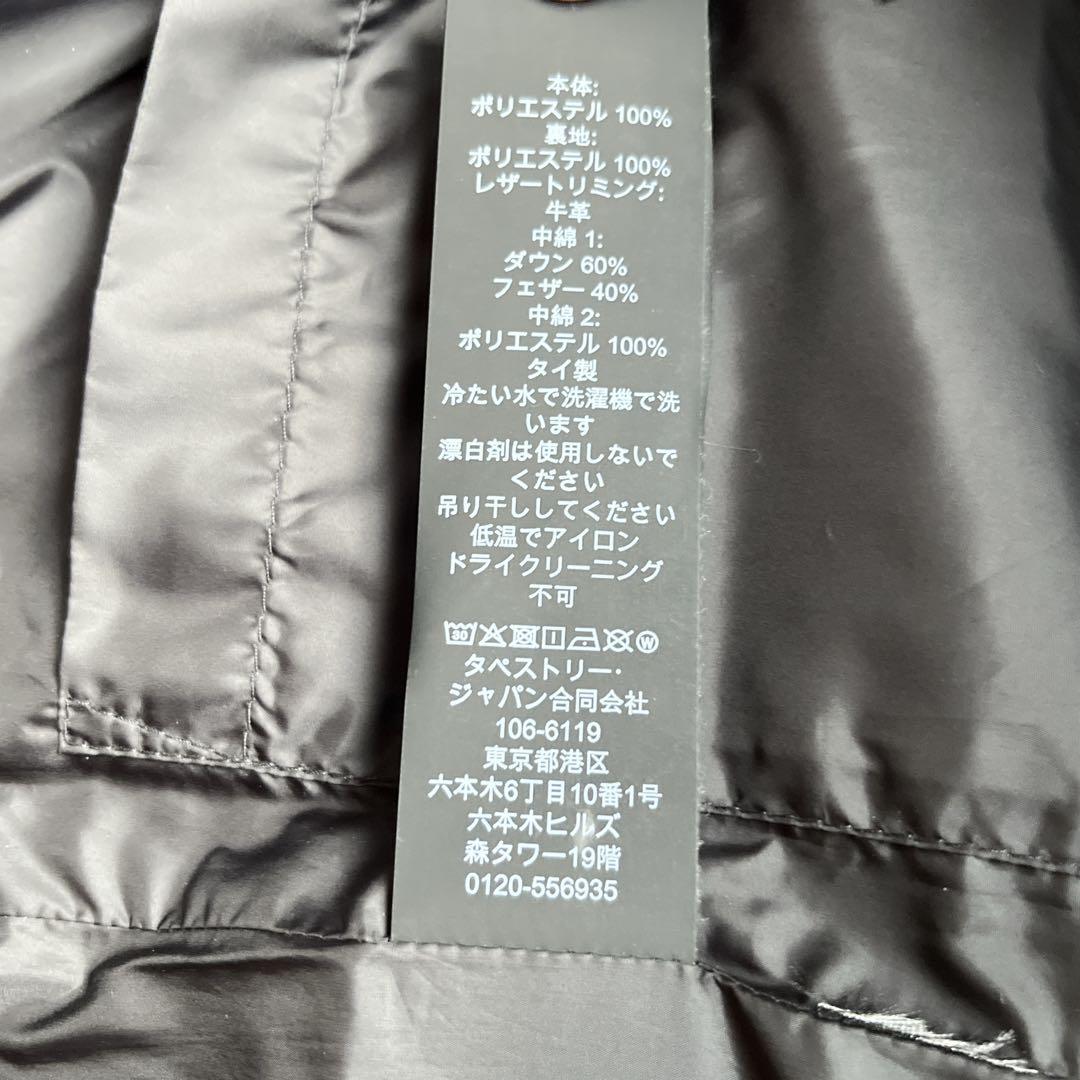 本体:
ポリエステル 100%
裏地:
ポリエステル 100%
レザートリミング:
牛革
中綿 1:
ダウン 60%
フェザー 40%
中綿 2:
ポリエステル 100%
タイ製
冷たい水で洗濯機で洗
います
漂白剤は使用しないで
ください
吊り干ししてください
低温でアイロン
ドライクリーニング
不可
30 W
タペストリー・
ジャパン合同会社
106-6119
東京都港区
六本木6丁目10番1号
六本木ヒルズ
森タワー19階
0120-556935